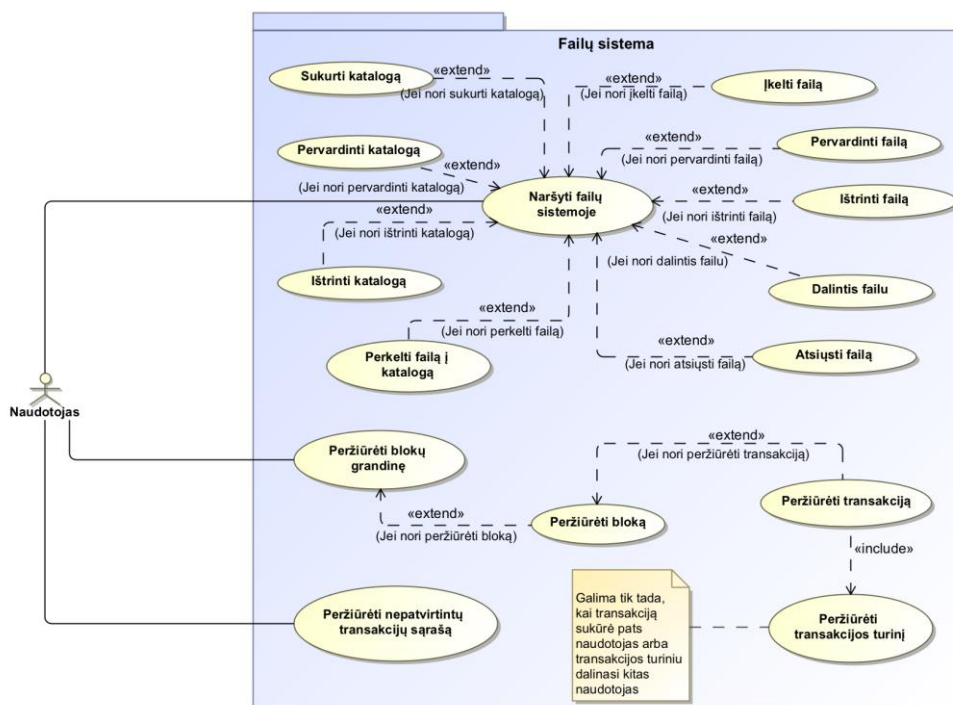 Failų sistema
Sukurti katalogą
«extend»
(Jei nori sukurti katalogą)
«extend»
(Jei nori įkelti failą)
Įkelti failą
Pervardinti katalogą
«extend»
(Jei nori pervardinti katalogą)
«extend»
(Jei nori pervardinti failą)
Pervardinti failą
Naršyti failų
sistemoje
«extend»
(Jei nori ištrinti failą)
Ištrinti failą
«extend»
(Jei nori ištrinti katalogą)
Ištrinti katalogą
«extend»
(Jei nori dalintis failu)
Dalintis failu
«extend»
(Jei nori perkelti failą)
Perkelti failą į
katalogą
«extend»
(Jei nori atsiųsti failą)
Atsiųsti failą
Naudotojas
Peržiūrėti blokų
grandinę
«extend»
(Jei nori peržiūrėti transakciją)
Peržiūrėti transakciją
«extend»
(Jei nori peržiūrėti bloką)
Peržiūrėti bloką
«include»
Peržiūrėti nepatvirtintų
transakcijų sąrašą
Galima tik tada,
kai transakciją
sukūrė pats
naudotojas arba
transakcijos turiniu
dalinasi kitas
naudotojas
Peržiūrėti
transakcijos turinį